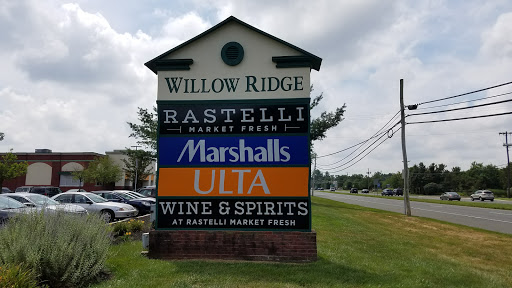 WILLOW RIDGE
RASTELLI
MARKET FRESH
Marshalls
ULTA
WINE & SPIRITS
AT RASTELLI MARKET FRESH